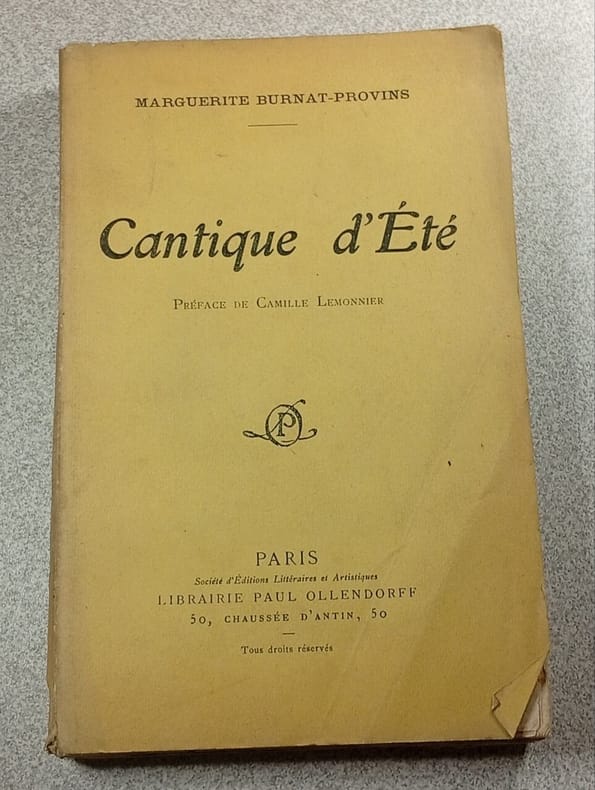 MARGUERITE BURNAT-PROVINS
Cantique d'Été
PRÉFACE DE CAMILLE LEMONNIER
PO
PARIS
Société d'Éditions Littéraires et Artistiques
LIBRAIRIE PAUL OLLENDORFF
50, CHAUSSÉE D'ANTIN, 50
Tous droits réservés